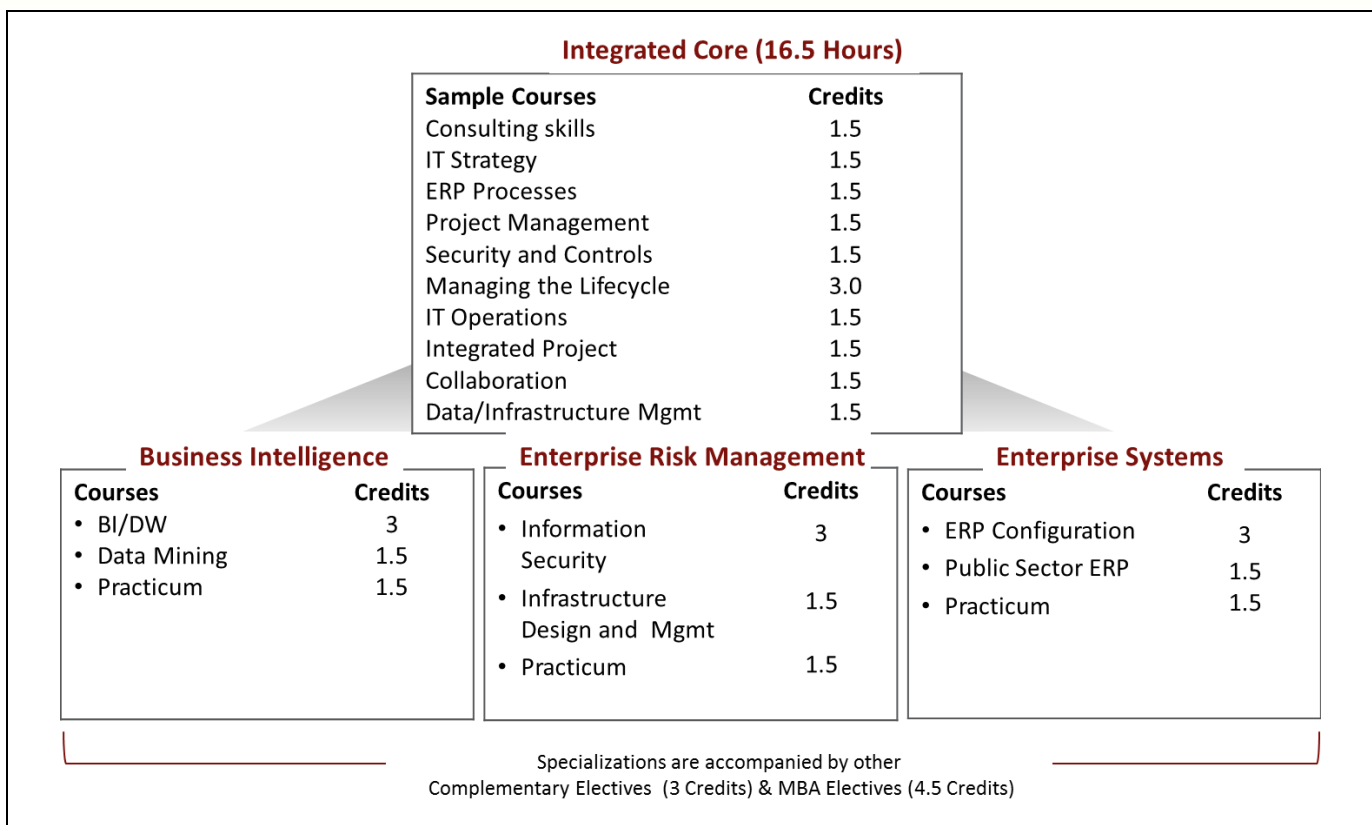 Integrated Core (16.5 Hours)
Sample Courses Credits
Consulting skills 1.5
IT Strategy 1.5
ERP Processes 1.5
Project Management 1.5
Security and Controls 1.5
Managing the Lifecycle 3.0
IT Operations 1.5
Integrated Project 1.5
Collaboration 1.5
Data/Infrastructure Mgmt 1.5
Business Intelligence
Courses Credits
• BI/DW 3
• Data Mining 1.5
• Practicum 1.5
Enterprise Risk Management
Courses Credits
• Information 3
Security
• Infrastructure 1.5
Design and Mgmt
• Practicum 1.5
Enterprise Systems
Courses Credits
• ERP Configuration 3
• Public Sector ERP 1.5
• Practicum 1.5
Specializations are accompanied by other
Complementary Electives (3 Credits) & MBA Electives (4.5 Credits)